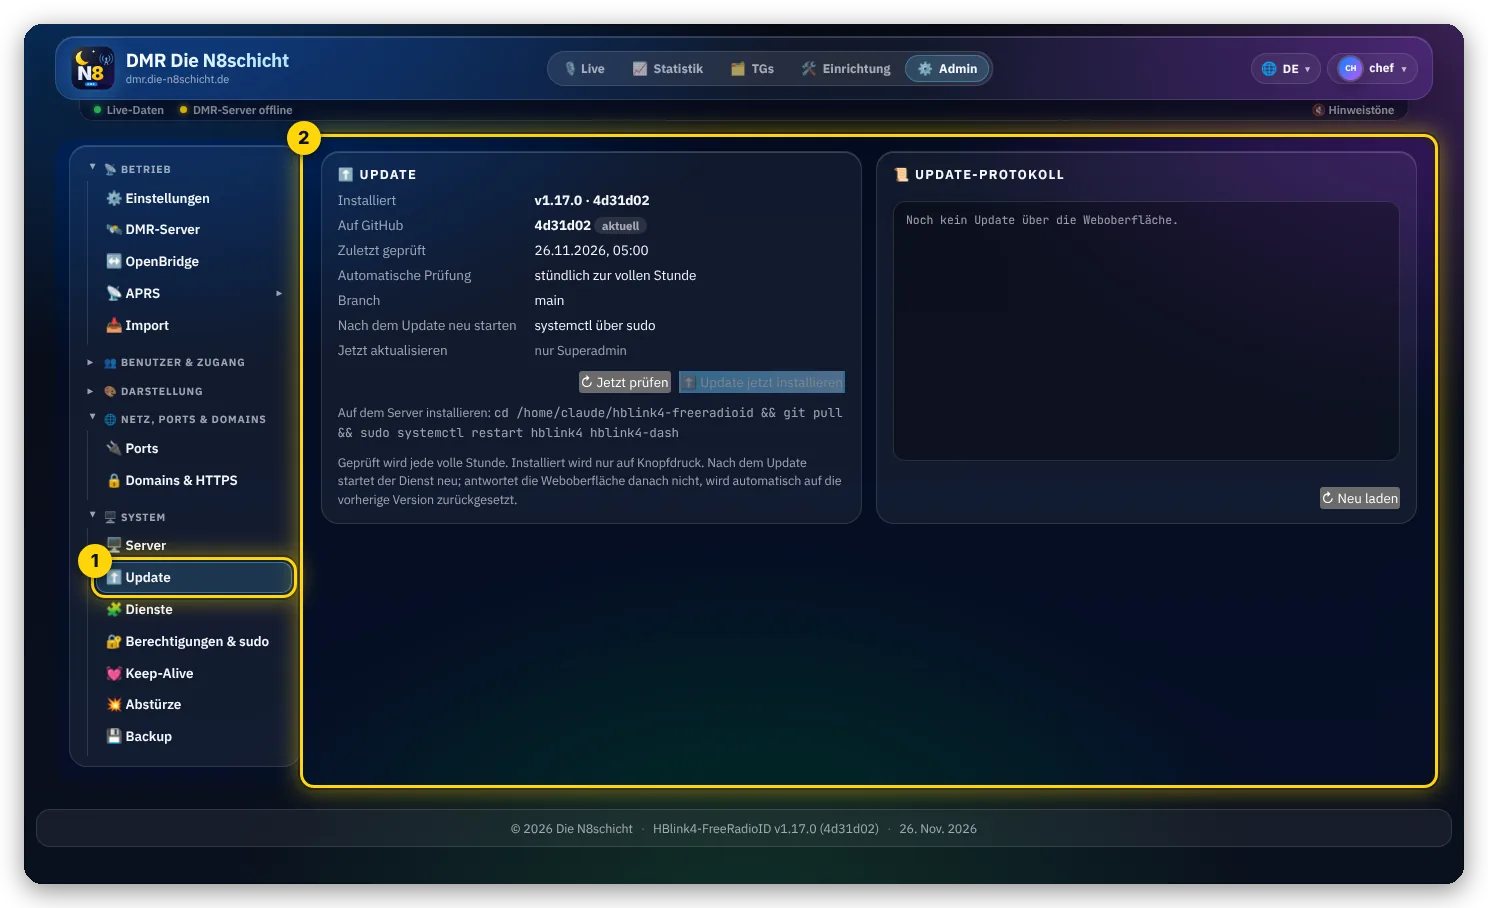 N8
DMR Die N8schicht
dmr.die-n8schicht.de
Live
Statistik
TGs
Einrichtung
Admin
DE ▾
CH
chef ▾
Live-Daten
DMR-Server offline
Hinweistöne
2
▾ BETRIEB
Einstellungen
DMR-Server
OpenBridge
APRS ▸
Import
▸ BENUTZER & ZUGANG
▸ DARSTELLUNG
▾ NETZ, PORTS & DOMAINS
Ports
Domains & HTTPS
▾ SYSTEM
Server
1
Update
Dienste
Berechtigungen & sudo
Keep-Alive
Abstürze
Backup
UPDATE
Installiert v1.17.0 · 4d31d02
Auf GitHub 4d31d02 aktuell
Zuletzt geprüft 26.11.2026, 05:00
Automatische Prüfung stündlich zur vollen Stunde
Branch main
Nach dem Update neu starten systemctl über sudo
Jetzt aktualisieren nur Superadmin
↻ Jetzt prüfen
Update jetzt installieren
Auf dem Server installieren: cd /home/claude/hblink4-freeradioid && git pull
&& sudo systemctl restart hblink4 hblink4-dash
Geprüft wird jede volle Stunde. Installiert wird nur auf Knopfdruck. Nach dem Update
startet der Dienst neu; antwortet die Weboberfläche danach nicht, wird automatisch auf die
vorherige Version zurückgesetzt.
UPDATE-PROTOKOLL
Noch kein Update über die Weboberfläche.
↻ Neu laden
© 2026 Die N8schicht · HBlink4-FreeRadioID v1.17.0 (4d31d02) · 26. Nov. 2026